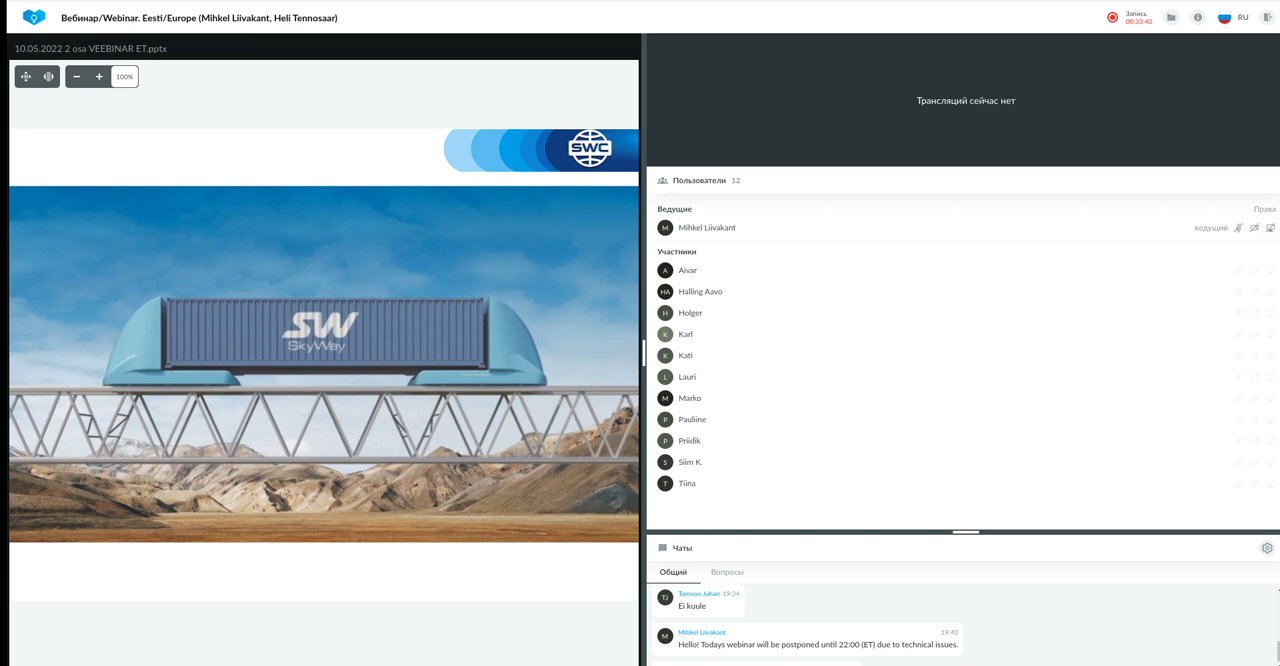 Вебинар/Webinar. Eesti/Europe (Mihkel Liivakant, Heli Tennosaar)
Запись
00:33:40
RU
10.05.2022 2 osa VEEBINAR ET.pptx
100%
SWC
SW
SkyWay
Трансляций сейчас нет
Пользователи 12
Ведущие Права
M Mihkel Liivakant ведущий
Участники
A Aivar
HA Halling Aavo
H Holger
K Karl
K Kati
L Lauri
M Marko
P Pauliine
P Priidik
S Siim K.
T Tiina
Чаты
Общий Вопросы
TJ Tomson Juhan 19:34
Ei kuule
M Mihkel Liivakant 19:40
Hello! Todays webinar will be postponed until 22:00 (ET) due to technical issues.